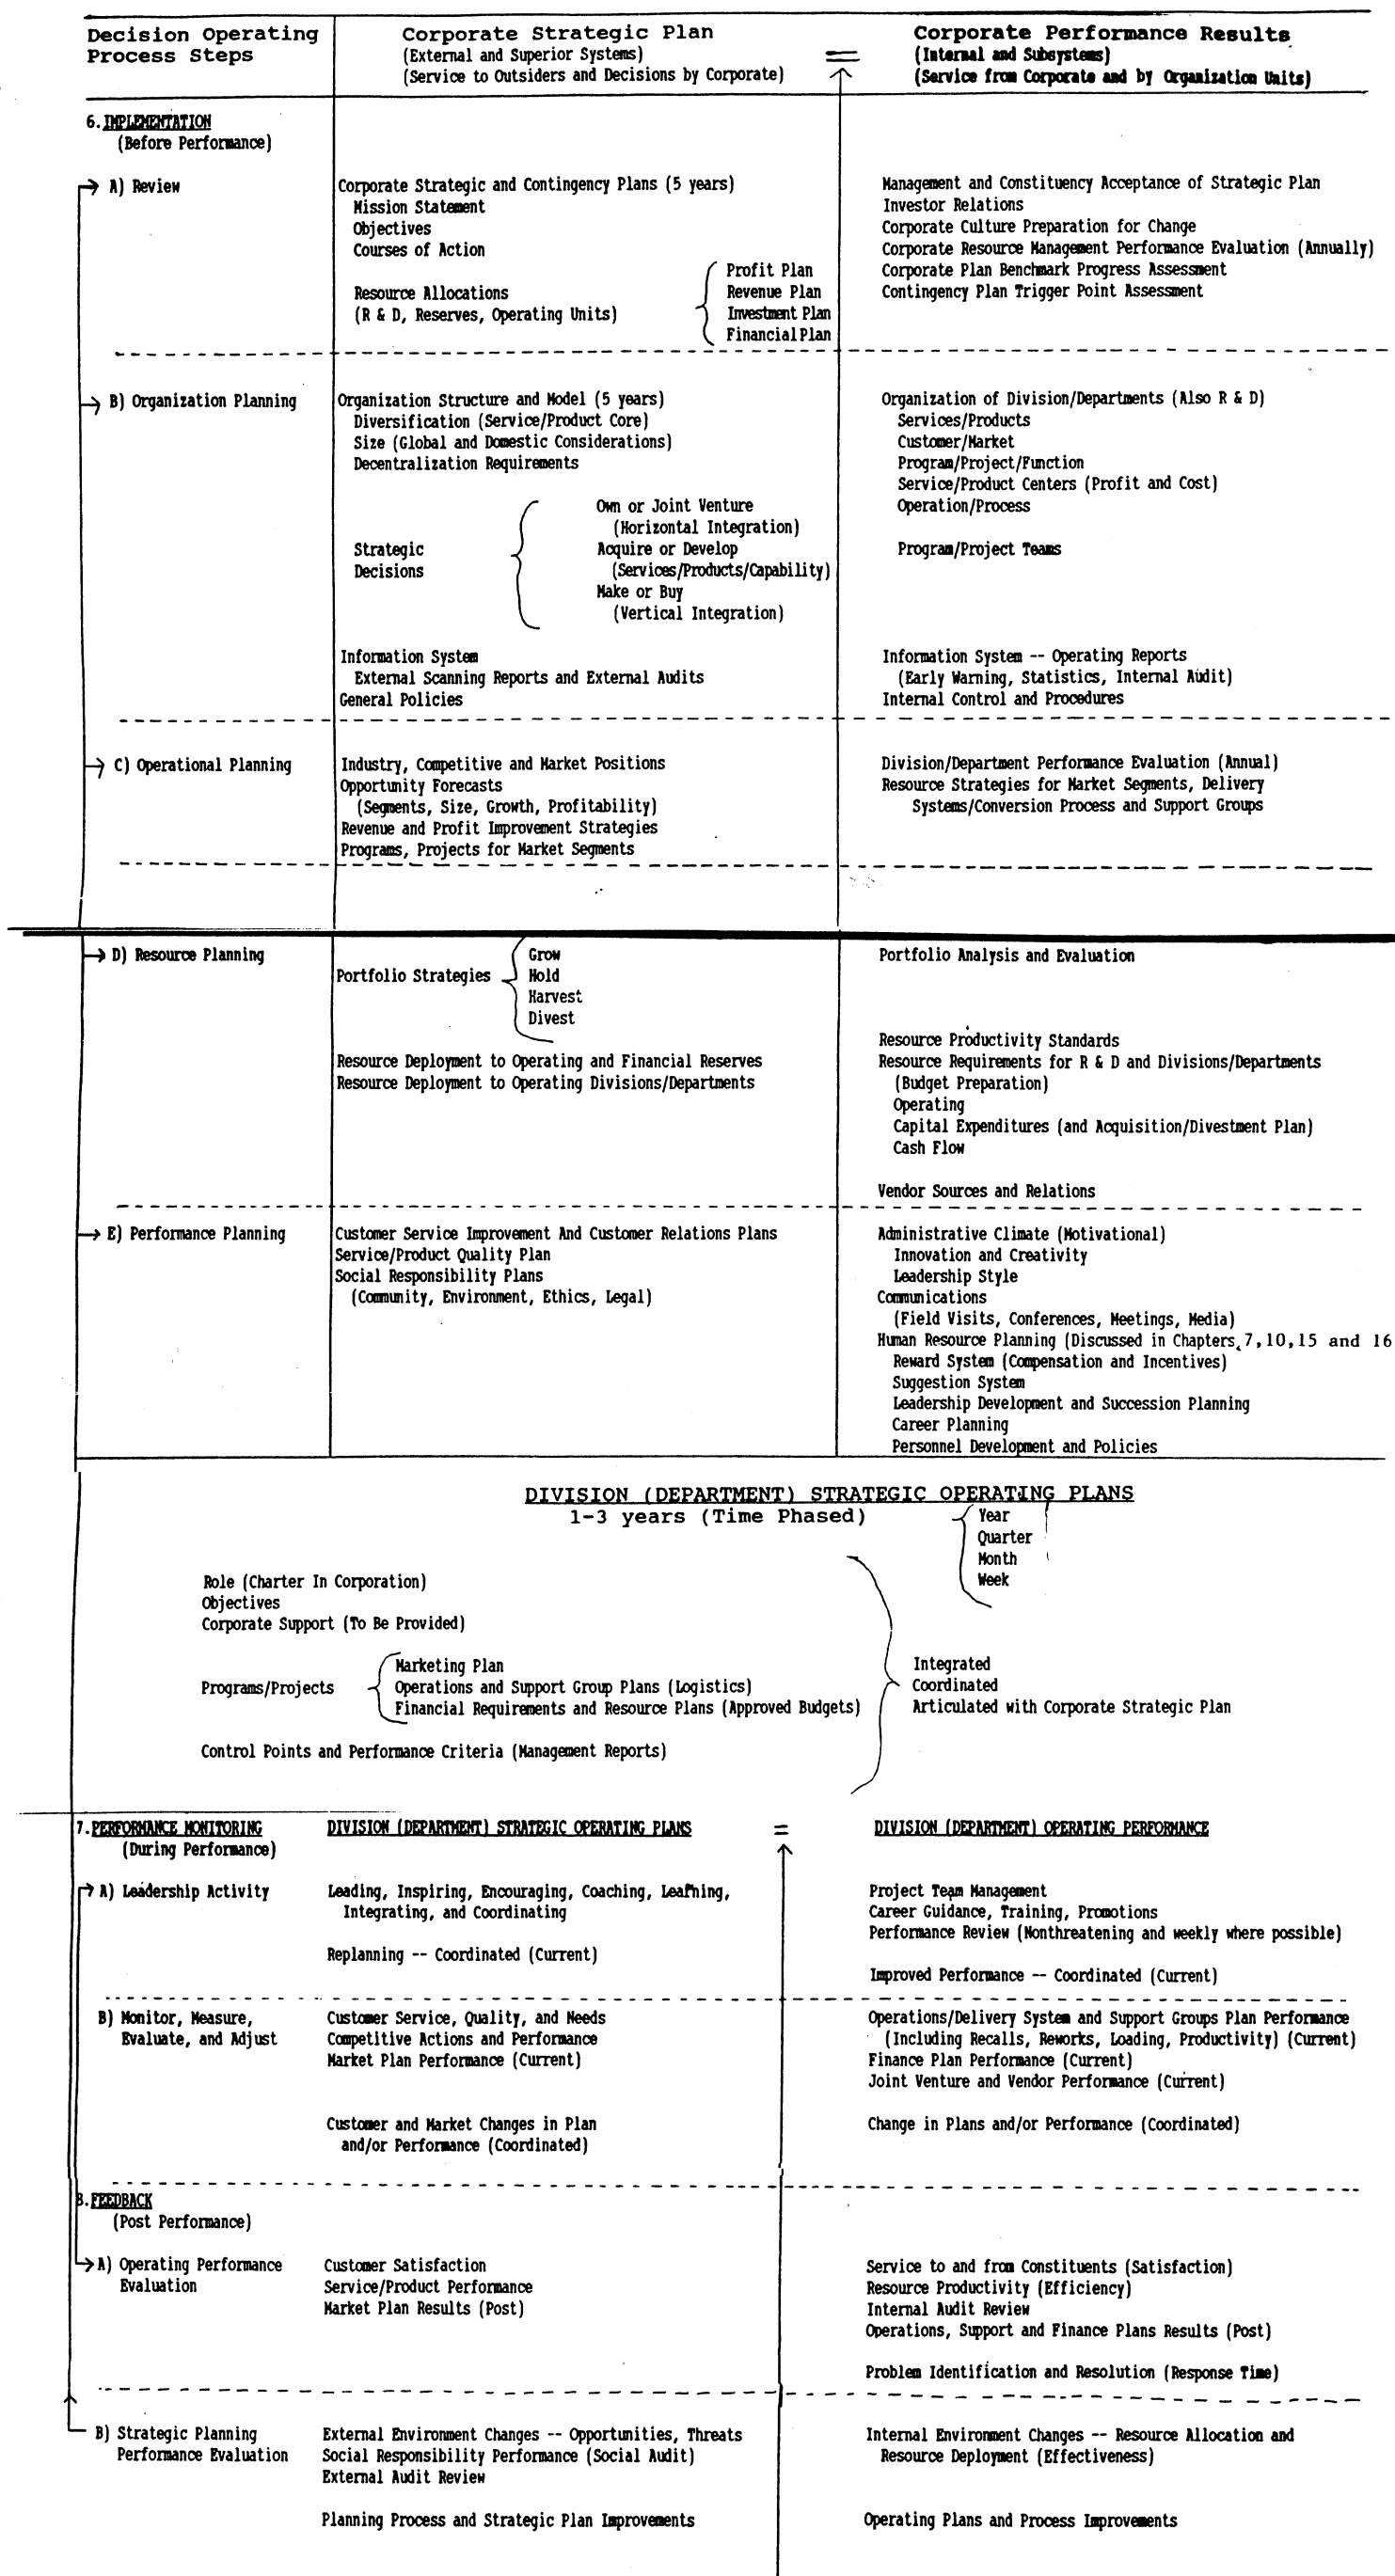 Decision Operating
Process Steps
Corporate Strategic Plan
(External and Superior Systems)
(Service to Outsiders and Decisions by Corporate)
=
Corporate Performance Results
(Internal and Subsystems)
(Service from Corporate and by Organization Units)
6. IMPLEMENTATION
(Before Performance)
A) Review
Corporate Strategic and Contingency Plans (5 years)
Mission Statement
Objectives
Courses of Action
Resource Allocations
(R & D, Reserves, Operating Units)
Profit Plan
Revenue Plan
Investment Plan
Financial Plan
Management and Constituency Acceptance of Strategic Plan
Investor Relations
Corporate Culture Preparation for Change
Corporate Resource Management Performance Evaluation (Annually)
Corporate Plan Benchmark Progress Assessment
Contingency Plan Trigger Point Assessment
B) Organization Planning
Organization Structure and Model (5 years)
Diversification (Service/Product Core)
Size (Global and Domestic Considerations)
Decentralization Requirements
Strategic
Decisions
Own or Joint Venture
(Horizontal Integration)
Acquire or Develop
(Services/Products/Capability)
Make or Buy
(Vertical Integration)
Information System
External Scanning Reports and External Audits
General Policies
Organization of Division/Departments (Also R & D)
Services/Products
Customer/Market
Program/Project/Function
Service/Product Centers (Profit and Cost)
Operation/Process
Program/Project Teams
Information System -- Operating Reports
(Early Warning, Statistics, Internal Audit)
Internal Control and Procedures
C) Operational Planning
Industry, Competitive and Market Positions
Opportunity Forecasts
(Segments, Size, Growth, Profitability)
Revenue and Profit Improvement Strategies
Programs, Projects for Market Segments
Division/Department Performance Evaluation (Annual)
Resource Strategies for Market Segments, Delivery
Systems/Conversion Process and Support Groups
D) Resource Planning
Portfolio Strategies
Grow
Hold
Harvest
Divest
Resource Deployment to Operating and Financial Reserves
Resource Deployment to Operating Divisions/Departments
Portfolio Analysis and Evaluation
Resource Productivity Standards
Resource Requirements for R & D and Divisions/Departments
(Budget Preparation)
Operating
Capital Expenditures (and Acquisition/Divestment Plan)
Cash Flow
Vendor Sources and Relations
E) Performance Planning
Customer Service Improvement And Customer Relations Plans
Service/Product Quality Plan
Social Responsibility Plans
(Community, Environment, Ethics, Legal)
Administrative Climate (Motivational)
Innovation and Creativity
Leadership Style
Communications
(Field Visits, Conferences, Meetings, Media)
Human Resource Planning (Discussed in Chapters 7,10,15 and 16
Reward System (Compensation and Incentives)
Suggestion System
Leadership Development and Succession Planning
Career Planning
Personnel Development and Policies
DIVISION (DEPARTMENT) STRATEGIC OPERATING PLANS
1-3 years (Time Phased)
Year
Quarter
Month
Week
Role (Charter In Corporation)
Objectives
Corporate Support (To Be Provided)
Programs/Projects
Marketing Plan
Operations and Support Group Plans (Logistics)
Financial Requirements and Resource Plans (Approved Budgets)
Control Points and Performance Criteria (Management Reports)
Integrated
Coordinated
Articulated with Corporate Strategic Plan
7. PERFORMANCE MONITORING
(During Performance)
DIVISION (DEPARTMENT) STRATEGIC OPERATING PLANS
=
DIVISION (DEPARTMENT) OPERATING PERFORMANCE
A) Leadership Activity
Leading, Inspiring, Encouraging, Coaching, Learning,
Integrating, and Coordinating
Replanning -- Coordinated (Current)
Project Team Management
Career Guidance, Training, Promotions
Performance Review (Nonthreatening and weekly where possible)
Improved Performance -- Coordinated (Current)
B) Monitor, Measure,
Evaluate, and Adjust
Customer Service, Quality, and Needs
Competitive Actions and Performance
Market Plan Performance (Current)
Customer and Market Changes in Plan
and/or Performance (Coordinated)
Operations/Delivery System and Support Groups Plan Performance
(Including Recalls, Reworks, Loading, Productivity) (Current)
Finance Plan Performance (Current)
Joint Venture and Vendor Performance (Current)
Change in Plans and/or Performance (Coordinated)
8. FEEDBACK
(Post Performance)
A) Operating Performance
Evaluation
Customer Satisfaction
Service/Product Performance
Market Plan Results (Post)
Service to and from Constituents (Satisfaction)
Resource Productivity (Efficiency)
Internal Audit Review
Operations, Support and Finance Plans Results (Post)
Problem Identification and Resolution (Response Time)
B) Strategic Planning
Performance Evaluation
External Environment Changes -- Opportunities, Threats
Social Responsibility Performance (Social Audit)
External Audit Review
Planning Process and Strategic Plan Improvements
Internal Environment Changes -- Resource Allocation and
Resource Deployment (Effectiveness)
Operating Plans and Process Improvements